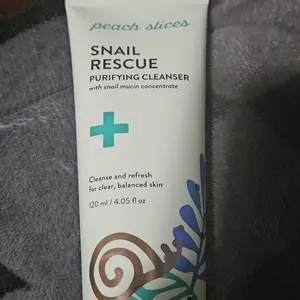 peach slices
SNAIL
RESCUE
PURIFYING CLEANSER
with snail mucin concentrate
Cleanse and refresh
for clear, balanced skin
120 ml / 4.05 fl oz